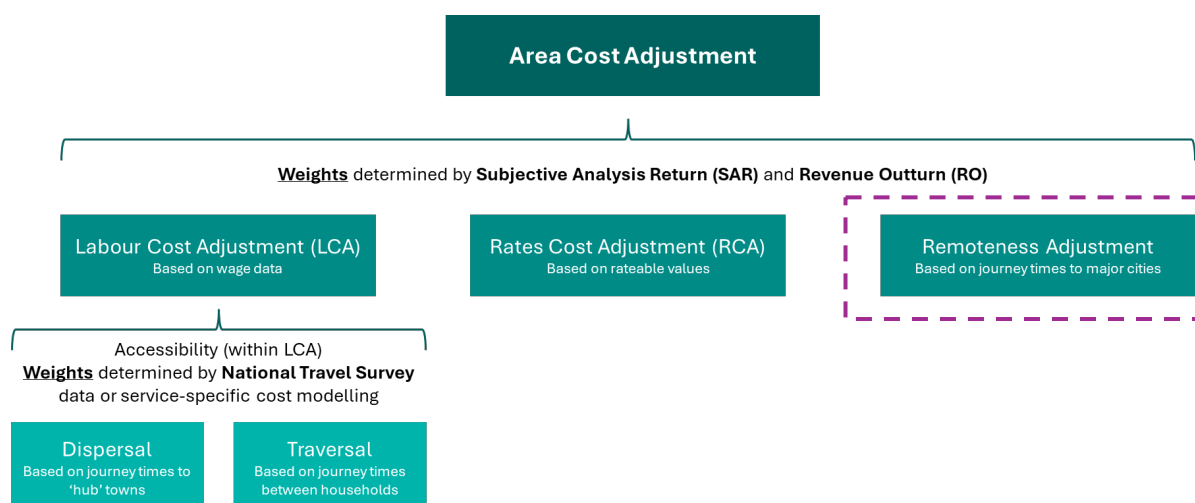 Area Cost Adjustment
Weights determined by Subjective Analysis Return (SAR) and Revenue Outturn (RO)
Labour Cost Adjustment (LCA)
Based on wage data
Rates Cost Adjustment (RCA)
Based on rateable values
Remoteness Adjustment
Based on journey times to major cities
Accessibility (within LCA)
Weights determined by National Travel Survey
data or service-specific cost modelling
Dispersal
Based on journey times to
‘hub’ towns
Traversal
Based on journey times
between households